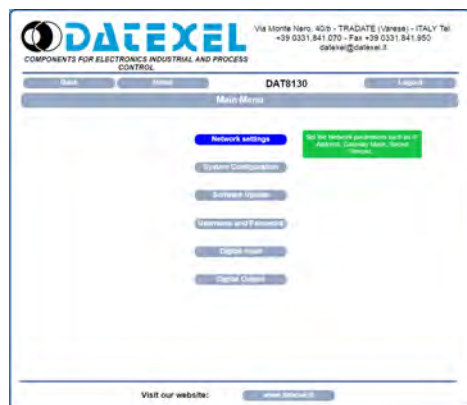 DATEXEL
COMPONENTS FOR ELECTRONICS INDUSTRIAL AND PROCESS
CONTROL
Via Monte Nero, 40/b - TRADATE (Varese) - ITALY Tel
+39 0331.841.070 - Fax +39 0331.841.950
datexel@datexel.it
Back
Home
DAT8130
Logout
Main Menu
Network settings
Set the Network parameters such as IP
Address, Gateway Mask, Server
System Configuration
Software Update
Username and Password
Digital Input
Digital Output
Visit our website:
www.datexel.it